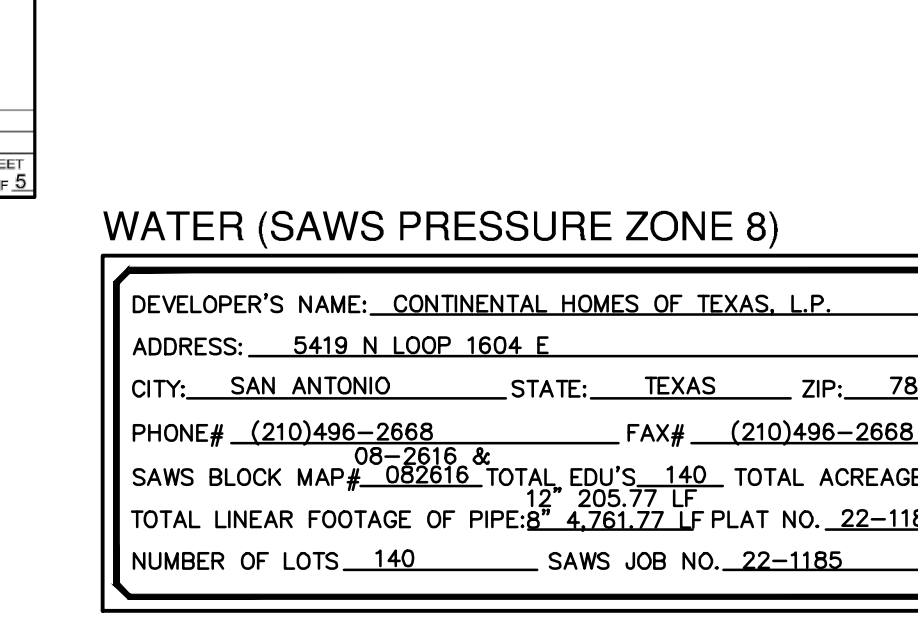 EET
F 5
WATER (SAWS PRESSURE ZONE 8)
DEVELOPER'S NAME: CONTINENTAL HOMES OF TEXAS, L.P.
ADDRESS: 5419 N LOOP 1604 E
CITY: SAN ANTONIO STATE: TEXAS ZIP: 78
PHONE# (210)496-2668 FAX# (210)496-2668
08-2616 &
SAWS BLOCK MAP# 082616 TOTAL EDU'S 140 TOTAL ACREAGE
12" 205.77 LF
TOTAL LINEAR FOOTAGE OF PIPE: 8" 4,761.77 LF PLAT NO. 22-118
NUMBER OF LOTS 140 SAWS JOB NO. 22-1185